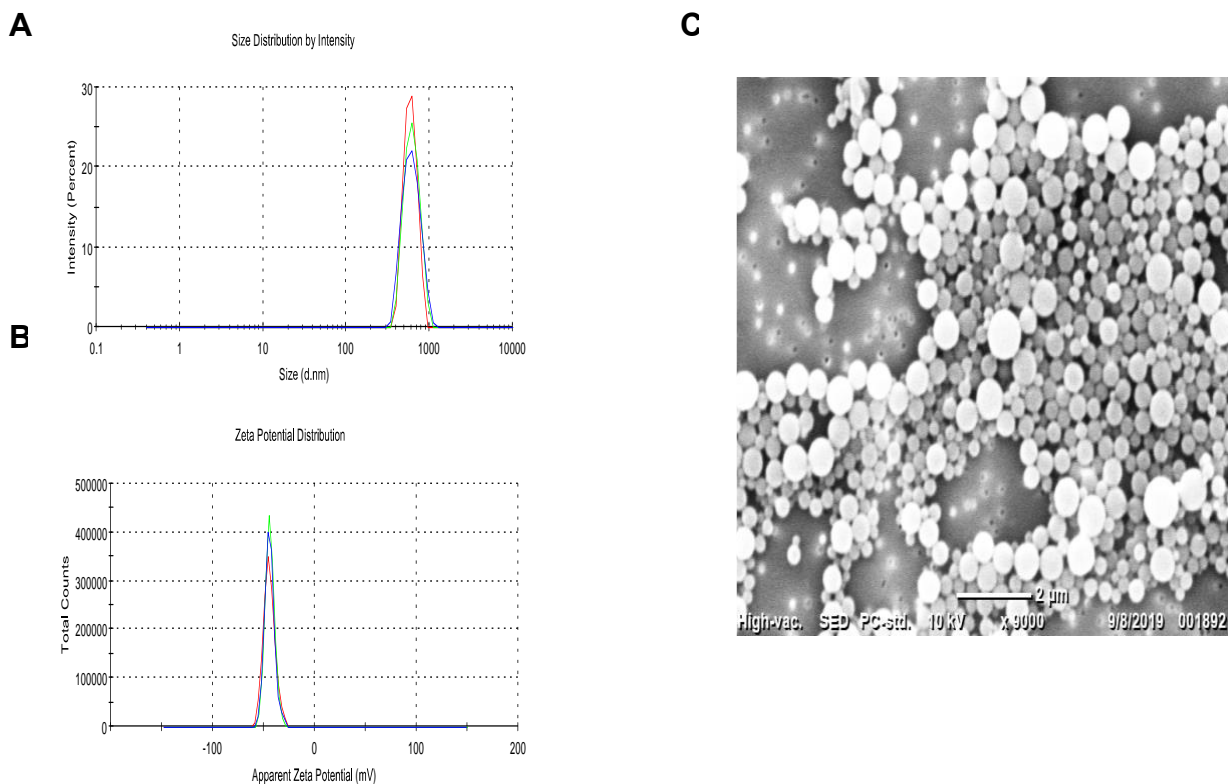 A
Size Distribution by Intensity
30
20
10
0
Intensity (Percent)
0.1 1 10 100 1000 10000
Size (d.nm)
B
Zeta Potential Distribution
500000
400000
300000
200000
100000
0
Total Counts
-100 0 100 200
Apparent Zeta Potential (mV)
C
2 µm
High-vac. SED PC-std. 10 kV x 9000 9/8/2019 001892